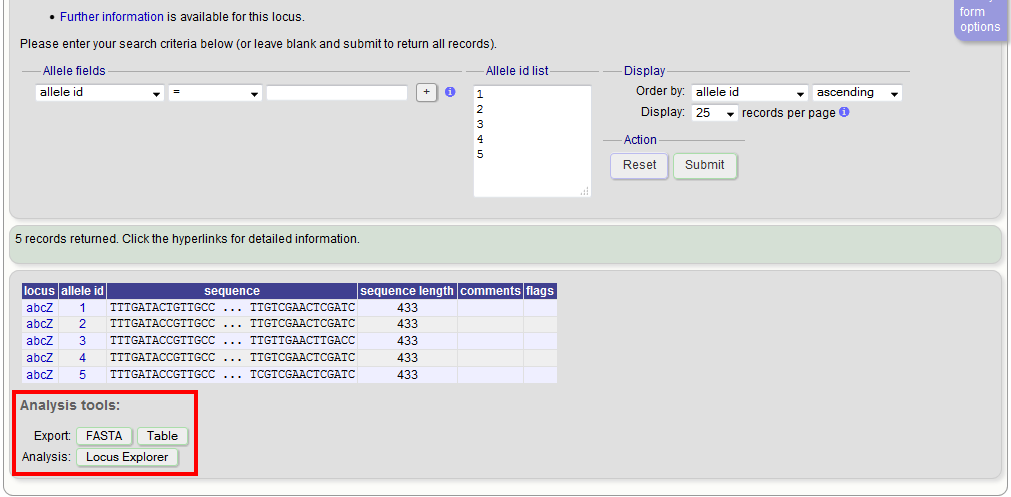 form
options
Further information is available for this locus.
Please enter your search criteria below (or leave blank and submit to return all records).
Allele fields
Allele id list
Display
allele id = + i
1
2
3
4
5
Order by: allele id ascending
Display: 25 records per page i
Action
Reset Submit
5 records returned. Click the hyperlinks for detailed information.
locus allele id sequence sequence length comments flags
abcZ 1 TTTGATACTGTTGCC ... TTGTCGAACTCGATC 433
abcZ 2 TTTGATACCGTTGCC ... TTGTCGAACTCGATC 433
abcZ 3 TTTGATACCGTTGCC ... TTGTTGAACTTGACC 433
abcZ 4 TTTGATACCGTTGCC ... TTGTCGAACTCGATC 433
abcZ 5 TTTGATACCGTTGCC ... TCGTCGAACTCGATC 433
Analysis tools:
Export: FASTA Table
Analysis: Locus Explorer